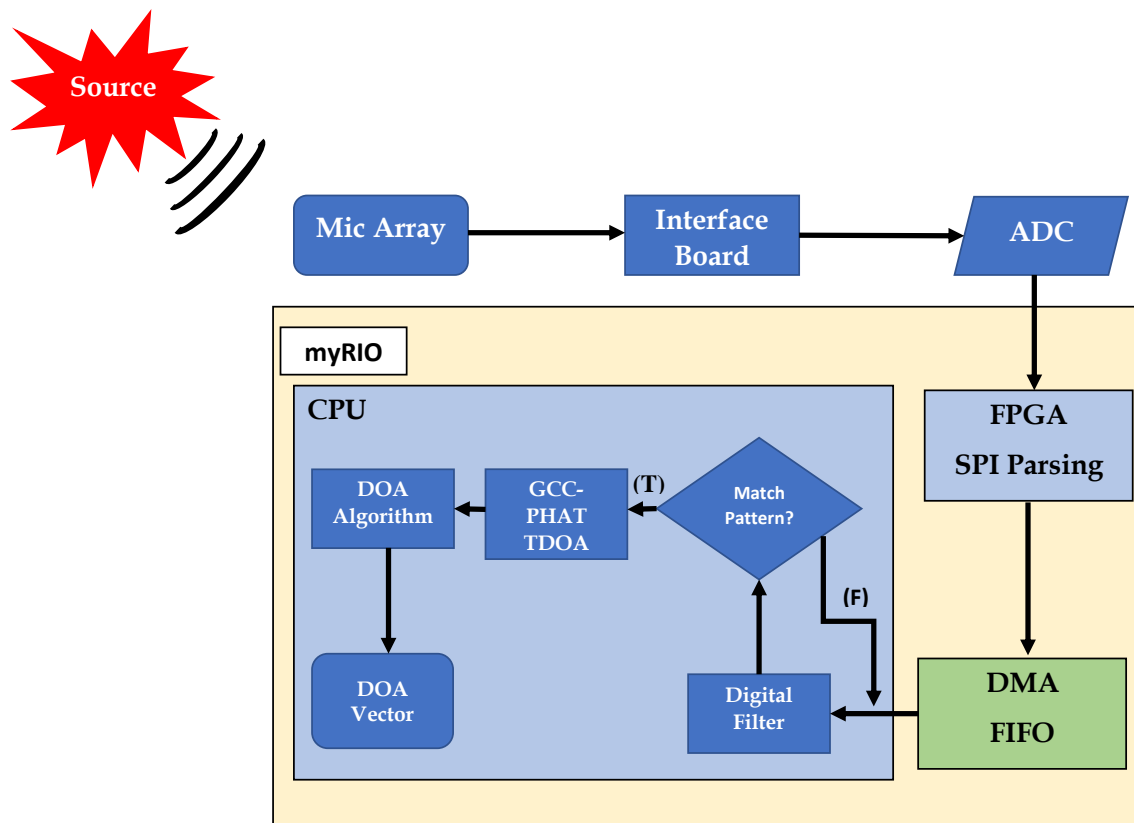 Source
Mic Array
Interface
Board
ADC
myRIO
CPU
FPGA
SPI Parsing
DOA
Algorithm
GCC-
PHAT
TDOA
(T)
Match
Pattern?
(F)
DOA
Vector
Digital
Filter
DMA
FIFO